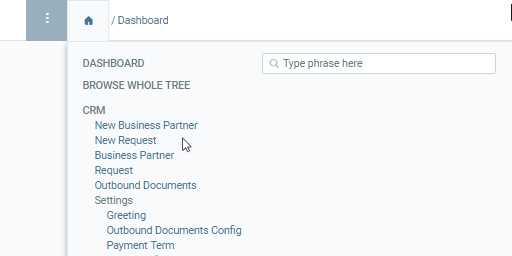 / Dashboard
DASHBOARD
Type phrase here
BROWSE WHOLE TREE
CRM
New Business Partner
New Request
Business Partner
Request
Outbound Documents
Settings
Greeting
Outbound Documents Config
Payment Term